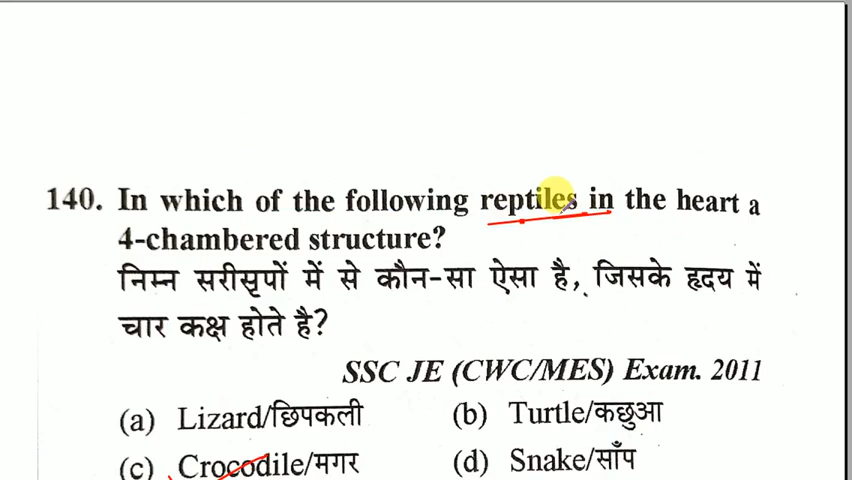 140. In which of the following reptiles in the heart a
4-chambered structure?
निम्न सरीसृपों में से कौन-सा ऐसा है, जिसके हृदय में
चार कक्ष होते है?
SSC JE (CWC/MES) Exam. 2011
(a) Lizard/छिपकली (b) Turtle/कछुआ
(c) Crocodile/मगर (d) Snake/साँप